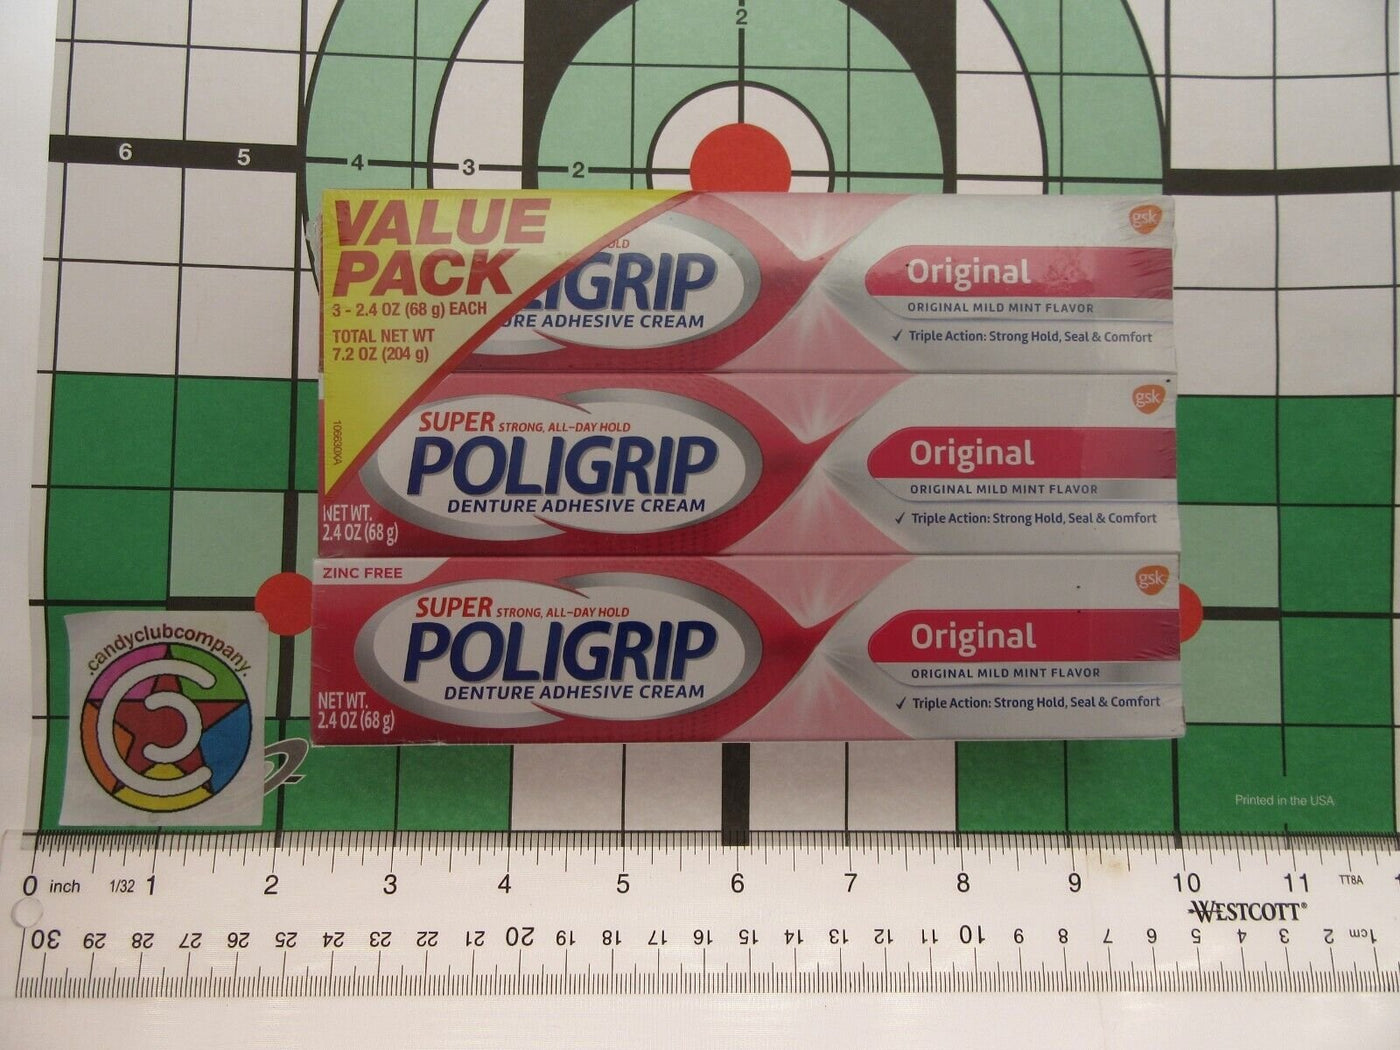 2
6 5 4 3 2
VALUE
PACK
3 - 2.4 OZ (68 g) EACH
TOTAL NET WT
7.2 OZ (204 g)
106630XA
OLD
LIGRIP
URE ADHESIVE CREAM
gsk
Original
ORIGINAL MILD MINT FLAVOR
✓ Triple Action: Strong Hold, Seal & Comfort
SUPER STRONG, ALL-DAY HOLD
POLIGRIP
DENTURE ADHESIVE CREAM
NET WT.
2.4 OZ (68 g)
gsk
Original
ORIGINAL MILD MINT FLAVOR
✓ Triple Action: Strong Hold, Seal & Comfort
ZINC FREE
SUPER STRONG, ALL-DAY HOLD
POLIGRIP
DENTURE ADHESIVE CREAM
NET WT.
2.4 OZ (68 g)
gsk
Original
ORIGINAL MILD MINT FLAVOR
✓ Triple Action: Strong Hold, Seal & Comfort
.candyclubcompany.
CC
Printed in the USA
0 inch 1/32 1 2 3 4 5 6 7 8 9 10 11 TT8A
WESTCOTT®
30 29 28 27 26 25 24 23 22 21 20 19 18 17 16 15 14 13 12 11 10 9 8 7 6 5 4 3 2 1cm